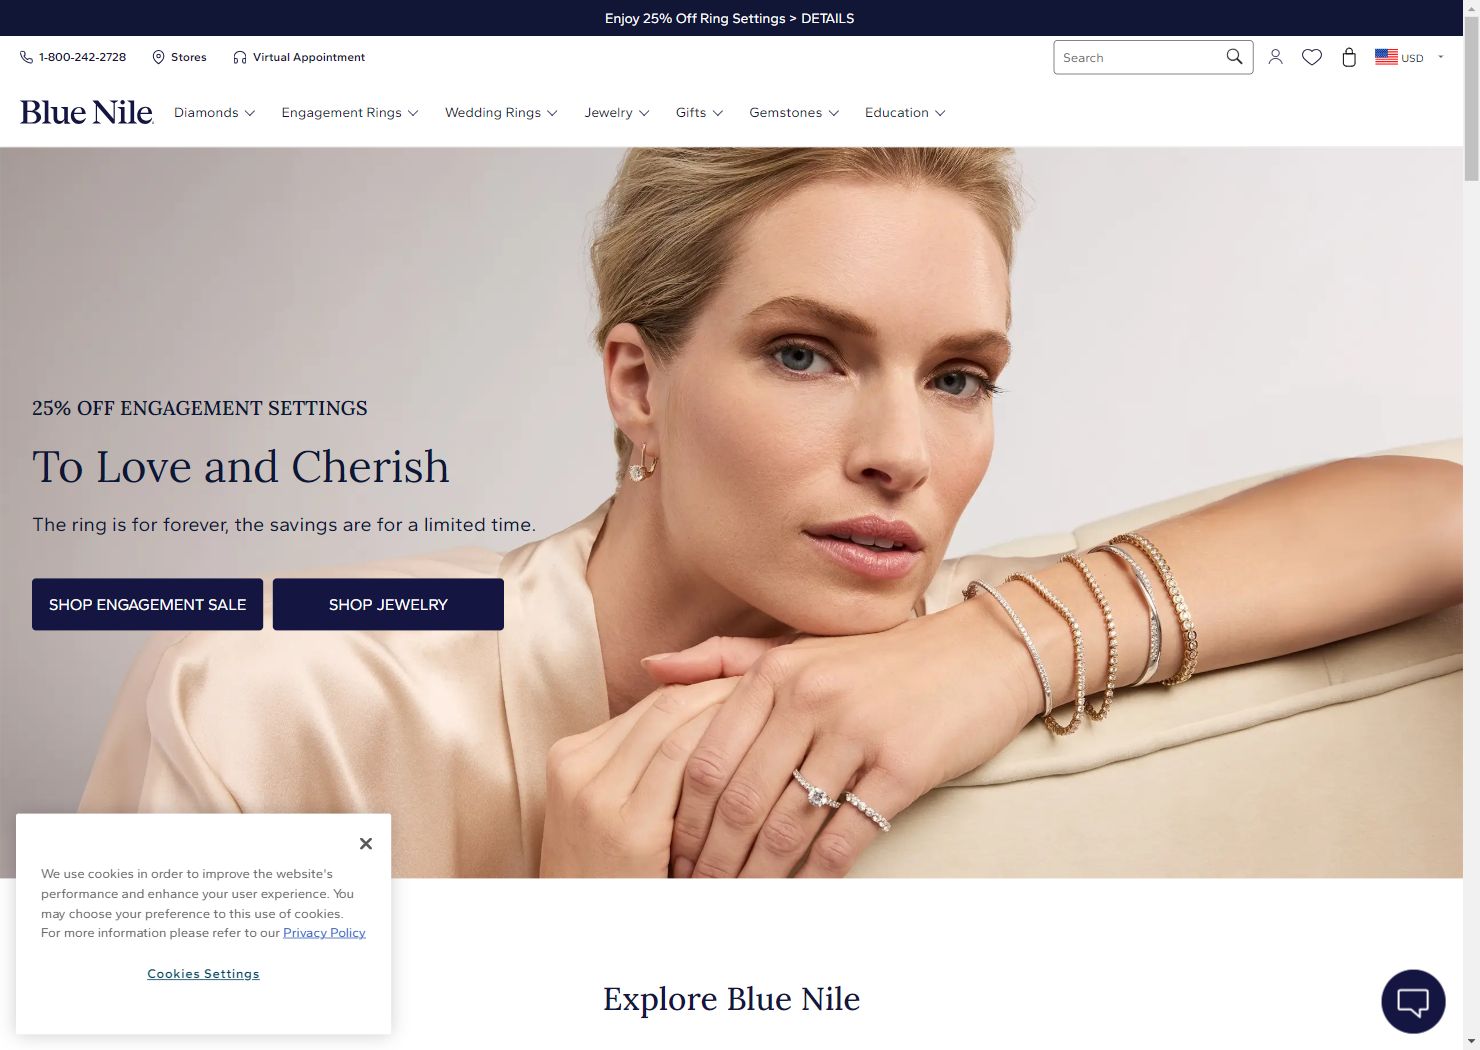 Enjoy 25% Off Ring Settings > DETAILS
1-800-242-2728 Stores Virtual Appointment
Search
USD
Blue Nile Diamonds Engagement Rings Wedding Rings Jewelry Gifts Gemstones Education
25% OFF ENGAGEMENT SETTINGS
To Love and Cherish
The ring is for forever, the savings are for a limited time.
SHOP ENGAGEMENT SALE SHOP JEWELRY
We use cookies in order to improve the website's
performance and enhance your user experience. You
may choose your preference to this use of cookies.
For more information please refer to our Privacy Policy
Cookies Settings
Explore Blue Nile